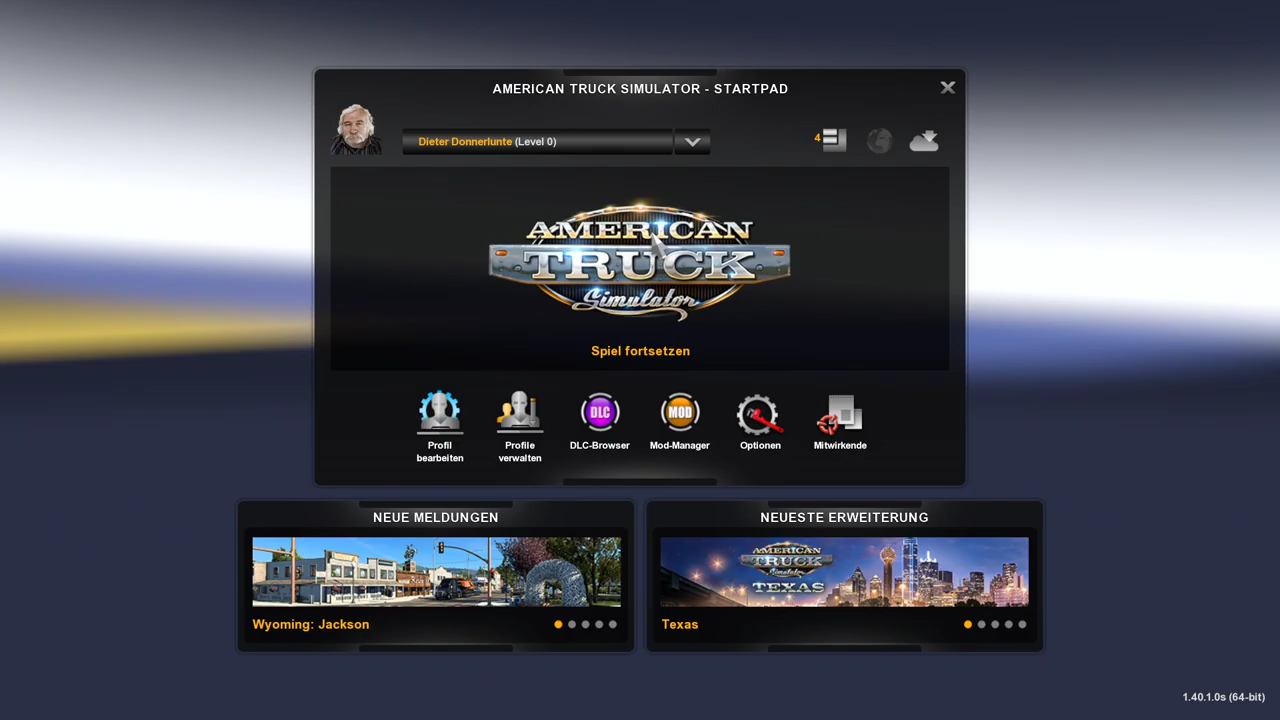 AMERICAN TRUCK SIMULATOR - STARTPAD
Dieter Donnerlunte (Level 0)
4
AMERICAN
TRUCK
Simulator
Spiel fortsetzen
DLC
MOD
Profil
bearbeiten
Profile
verwalten
DLC-Browser
Mod-Manager
Optionen
Mitwirkende
NEUE MELDUNGEN
Wyoming: Jackson
NEUESTE ERWEITERUNG
AMERICAN
TRUCK
Simulator
TEXAS
Texas
1.40.1.0s (64-bit)